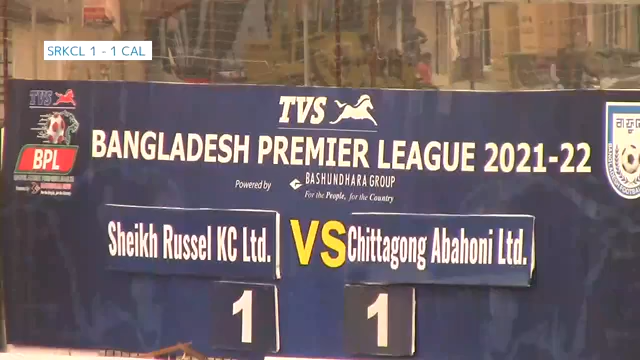 SRKCL 1 - 1 CAL
TVS
TVS
BPL
BANGLADESH PREMIER LEAGUE 2021-22
Powered by BASHUNDHARA GROUP
For the People, for the Country
Sheikh Russel KC Ltd. VS Chittagong Abahoni Ltd.
1 1